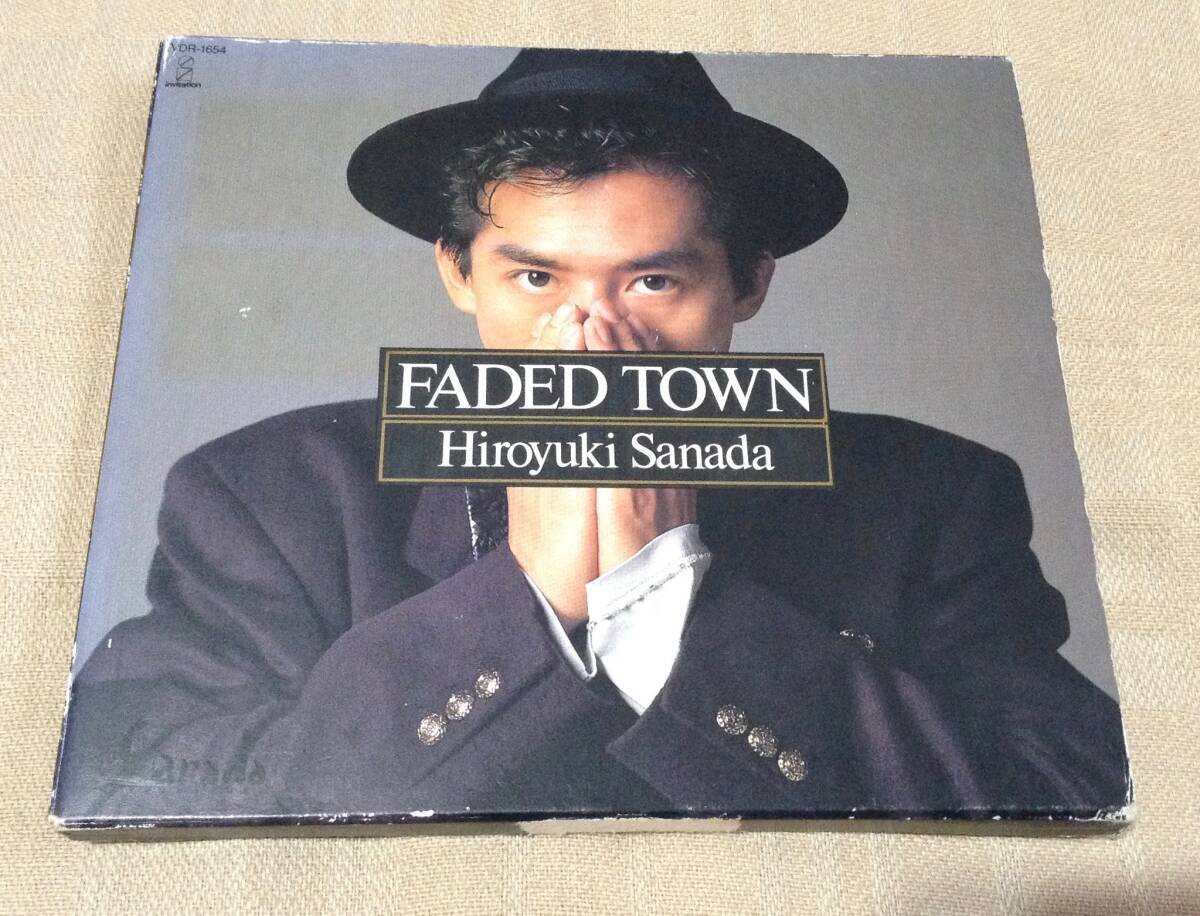 VDR-1654
invitation
FADED TOWN
Hiroyuki Sanada